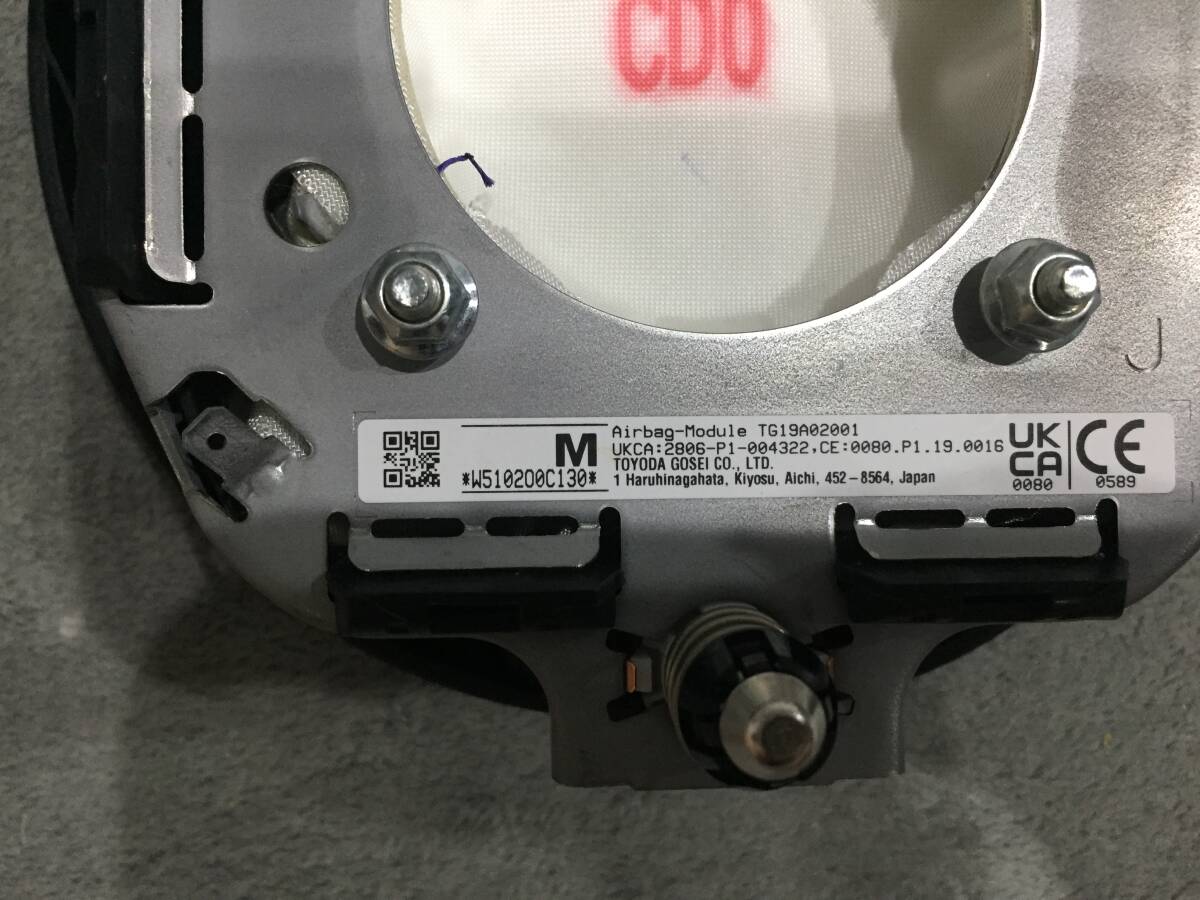 CDO
M
*W510200C130*
Airbag-Module TG19A02001
UKCA:2806-P1-004322,CE:0080.P1.19.0016
TOYODA GOSEI CO., LTD.
1 Haruhinagahata, Kiyosu, Aichi, 452-8564, Japan
UK
CA
0080
CE
0589
J